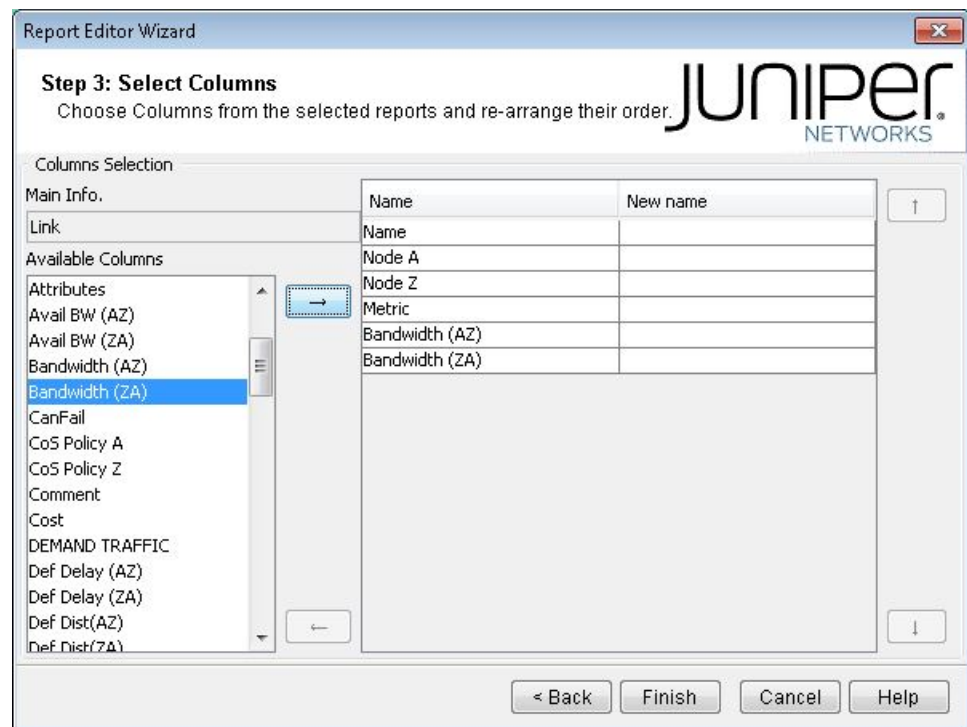 Report Editor Wizard
Step 3: Select Columns
Choose Columns from the selected reports and re-arrange their order.
JUNIPER
NETWORKS
Columns Selection
Main Info.
Link
Available Columns
Attributes
Avail BW (AZ)
Avail BW (ZA)
Bandwidth (AZ)
Bandwidth (ZA)
CanFail
CoS Policy A
CoS Policy Z
Comment
Cost
DEMAND TRAFFIC
Def Delay (AZ)
Def Delay (ZA)
Def Dist(AZ)
Def Dist(ZA)
→
←
Name New name
Name
Node A
Node Z
Metric
Bandwidth (AZ)
Bandwidth (ZA)
↑
↓
< Back Finish Cancel Help